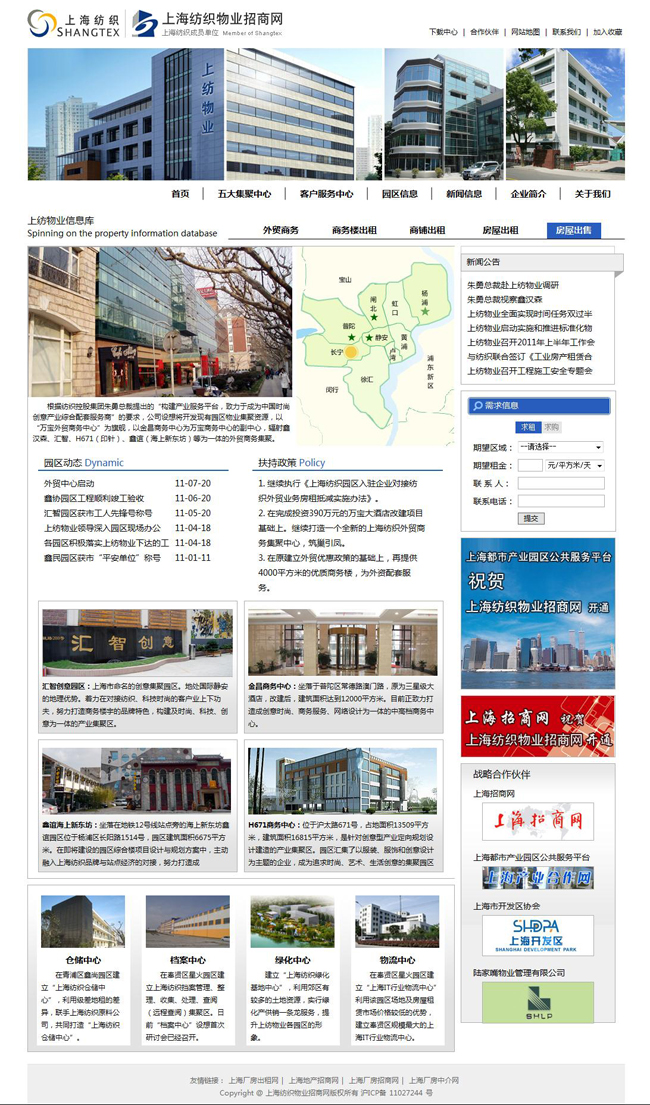 上海纺织
SHANGTEX
上海纺织物业招商网
上海纺织成员单位 Member of Shangtex
下载中心 | 合作伙伴 | 网站地图 | 联系我们 | 加入收藏
上纺物业
首页 | 五大集聚中心 | 客户服务中心 | 园区信息 | 新闻信息 | 企业简介 | 关于我们
上纺物业信息库
Spinning on the property information database
外贸商务 商务楼出租 商铺出租 房屋出租 房屋出售
宝山
闸北
虹口
杨浦
普陀
静安
黄浦
长宁
卢湾
徐汇
闵行
浦东新区
根据纺织控股集团朱勇总裁提出的“构建产业服务平台，致力于成为中国时尚
创意产业综合配套服务商”的要求，公司设想将开发现有园区物业集聚资源，以
“万宝外贸商务中心”为旗舰，以金昌商务中心为万宝商务中心的副中心，辐射鑫
汉森、汇智、H671（印针）、鑫谊（海上新东坊）等为一体的外贸商务集聚。
新闻公告
朱勇总裁赴上纺物业调研
朱勇总裁视察鑫汉森
上纺物业全面实现时间任务双过半
上纺物业启动实施和推进标准化物
上纺物业召开2011年上半年工作会
与纺织联合签订《工业房产租赁合
上纺物业召开工程施工安全专题会
需求信息
求租 求购
期望区域： --请选择--
期望租金： 元/平方米/天
联 系 人：
联系电话：
提交
园区动态 Dynamic
外贸中心启动 11-07-20
鑫协园区工程顺利竣工验收 11-06-20
汇智园区获市工人先锋号称号 11-05-20
上纺物业领导深入园区现场办公 11-04-18
各园区积极落实上纺物业下达的工 11-04-18
鑫民园区获市“平安单位”称号 11-01-11
扶持政策 Policy
1. 继续执行《上海纺织园区入驻企业对接纺
织外贸业务房租抵减实施办法》。
2. 在完成投资390万元的万宝大酒店改建项目
基础上。继续打造一个全新的上海纺织外贸商
务集聚中心，筑巢引凤。
3. 在原建立外贸优惠政策的基础上，再提供
4000平方米的优质商务楼，为外资配套服
务。
上海都市产业园区公共服务平台
祝贺
上海纺织物业招商网 开通
汇智创意
汇智创意园区：上海市命名的创意集聚园区。地处国际静安
的地理优势。着力在对接纺织、科技时尚的客户业上下功
夫，努力打造商务楼宇的品牌特色，构建及时尚、科技、创
意为一体的产业集聚区。
金昌商务中心：坐落于普陀区常德路澳门路，原为三星级大
酒店，改建后，建筑面积达到12000平方米。目前正致力打
造成创意时尚、商务服务、网络设计为一体的中高档商务中
心。
上海招商网 祝贺
上海纺织物业招商网开通
鑫谊海上新东坊：坐落在地铁12号线站点旁的海上新东坊鑫
谊园区位于杨浦区长阳路1514号，园区建筑面积6675平方
米。在即将建设的园区综合楼项目设计与规划方案中，主动
融入上海纺织品牌与站点经济的对接，努力打造成
H671商务中心：位于沪太路671号，占地面积13509平方
米，建筑面积16815平方米，是针对创意型产业定向规划设
计建造的产业集聚区。园区汇集了以服装、服饰和创意设计
为主题的企业，成为追求时尚、艺术、生活创意的集聚园区
战略合作伙伴
上海招商网
上海招商网
上海都市产业园区公共服务平台
上海产业合作网
上海市开发区协会
SHDPA
上海开发区
SHANGHAI DEVELOPMENT PARK
陆家嘴物业管理有限公司
SHLP
仓储中心
在青浦区鑫尚园区建
立“上海纺织仓储中
心”，利用级差地租的差
异，联手上海纺织原料公
司，共同打造“上海纺织
仓储中心”。
档案中心
在奉贤区星火园区建
立上海纺织档案管理、整
理、收集、处理、查阅
（远程查阅）集聚区。日
前“档案中心”设想首次
研讨会已经召开。
绿化中心
建立“上海纺织绿化
基地中心”，利用郊区有
较多的土地资源，实行绿
化产供销一条龙服务，提
升上纺物业各园区的形
象。
物流中心
在奉贤区星火园区建
立“上海IT行业物流中心”
利用该园区场地及房屋租
赁市场价格较低的优势，
建立奉贤区规模最大的上
海IT行业物流中心。
友情链接： 上海厂房出租网 | 上海地产招商网 | 上海厂房招商网 | 上海厂房中介网
Copyright @ 上海纺织物业招商网版权所有 沪ICP备 11027244 号